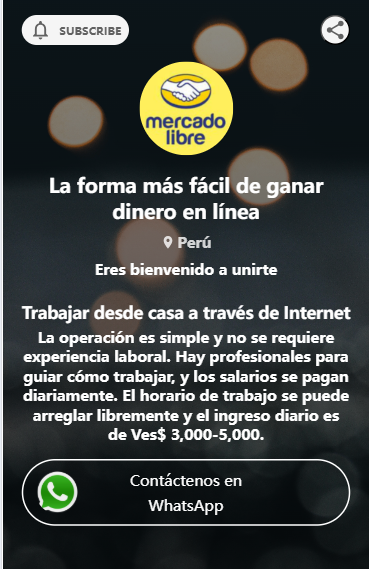 SUBSCRIBE
mercado
libre
La forma más fácil de ganar
dinero en línea
Perú
Eres bienvenido a unirte
Trabajar desde casa a través de Internet
La operación es simple y no se requiere
experiencia laboral. Hay profesionales para
guiar cómo trabajar, y los salarios se pagan
diariamente. El horario de trabajo se puede
arreglar libremente y el ingreso diario es
de Ves$ 3,000-5,000.
Contáctenos en
WhatsApp